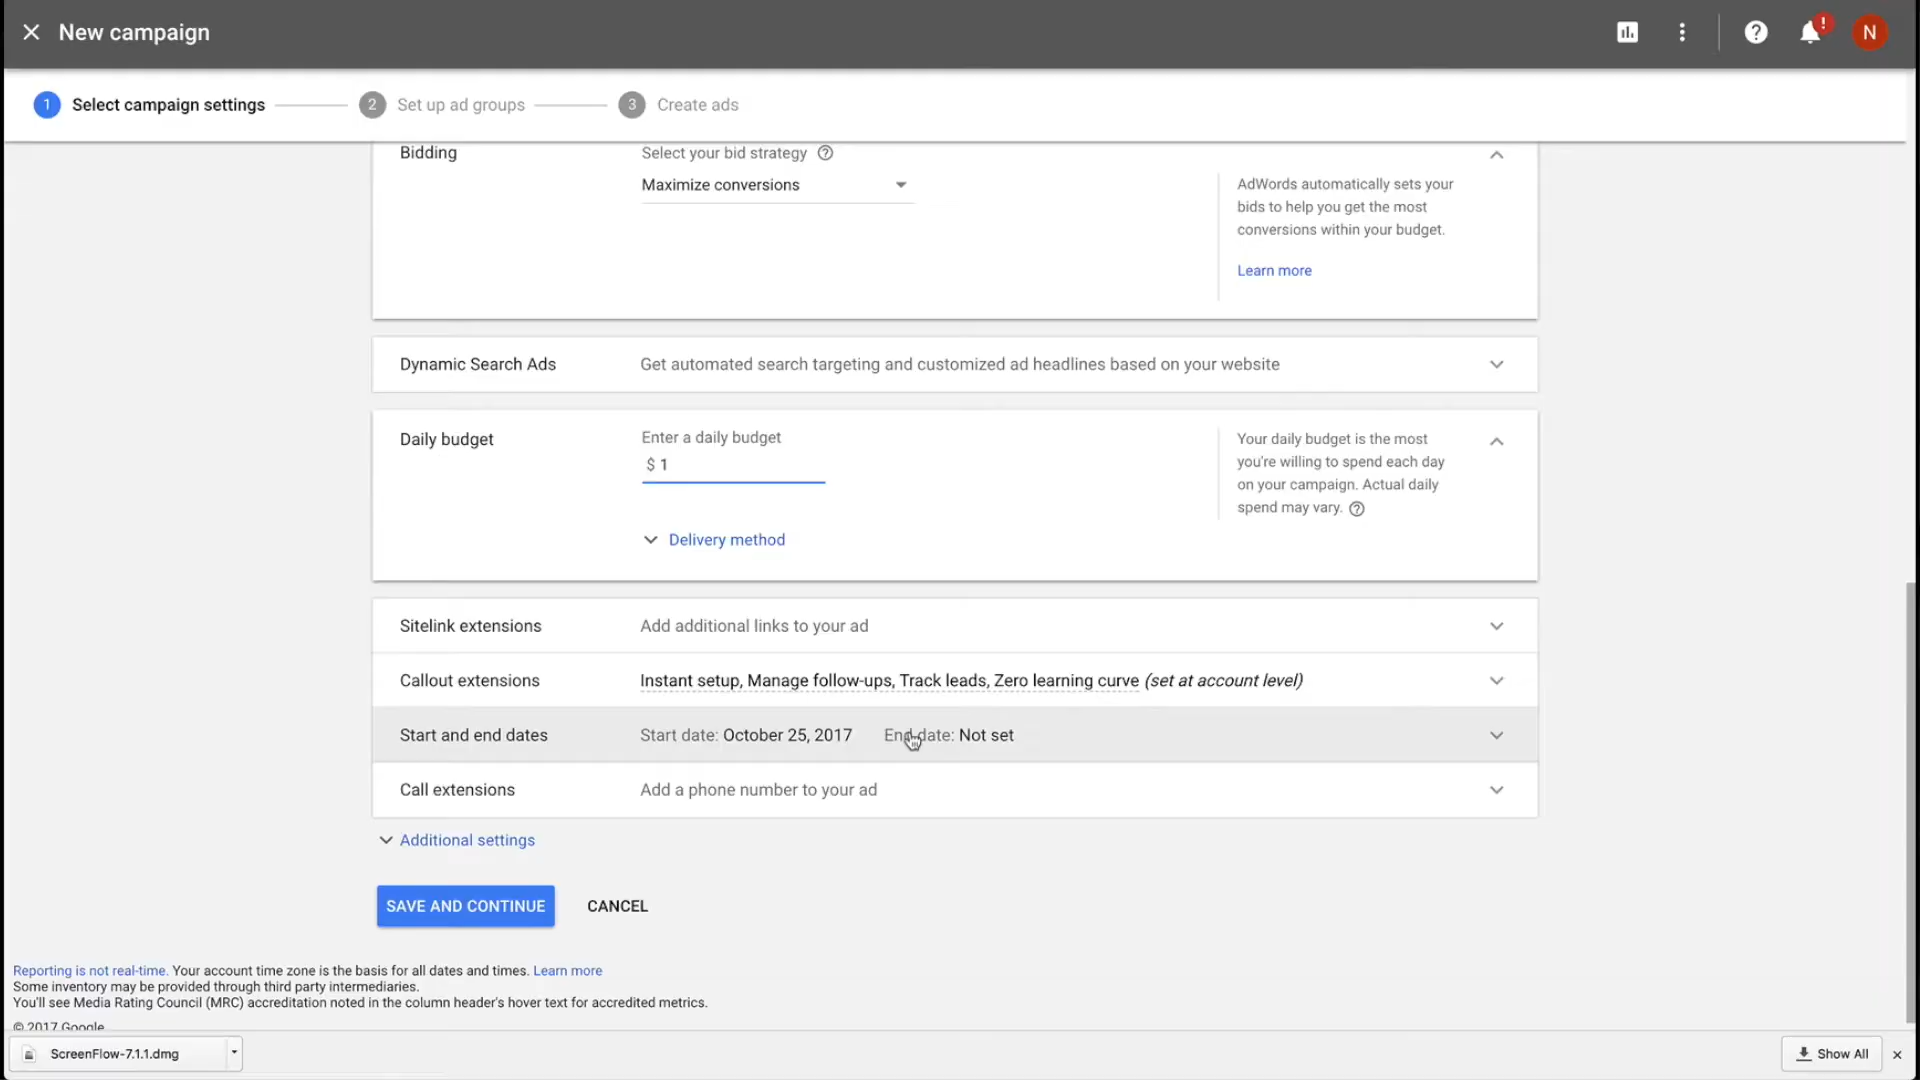 New campaign
!
N
1 Select campaign settings
2 Set up ad groups
3 Create ads
Bidding
Select your bid strategy
Maximize conversions
AdWords automatically sets your
bids to help you get the most
conversions within your budget.
Learn more
Dynamic Search Ads
Get automated search targeting and customized ad headlines based on your website
Daily budget
Enter a daily budget
$ 1
Your daily budget is the most
you're willing to spend each day
on your campaign. Actual daily
spend may vary.
Delivery method
Sitelink extensions
Add additional links to your ad
Callout extensions
Instant setup, Manage follow-ups, Track leads, Zero learning curve (set at account level)
Start and end dates
Start date: October 25, 2017 End date: Not set
Call extensions
Add a phone number to your ad
Additional settings
SAVE AND CONTINUE
CANCEL
Reporting is not real-time. Your account time zone is the basis for all dates and times. Learn more
Some inventory may be provided through third party intermediaries.
You'll see Media Rating Council (MRC) accreditation noted in the column header's hover text for accredited metrics.
© 2017 Google
ScreenFlow-7.1.1.dmg
Show All